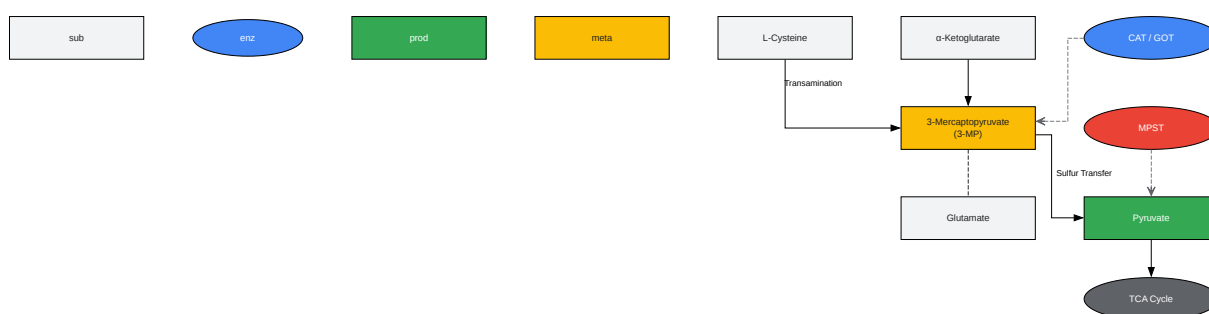 sub
enz
prod
meta
L-Cysteine
α-Ketoglutarate
CAT / GOT
Transamination
3-Mercaptopyruvate
(3-MP)
MPST
Sulfur Transfer
Glutamate
Pyruvate
TCA Cycle